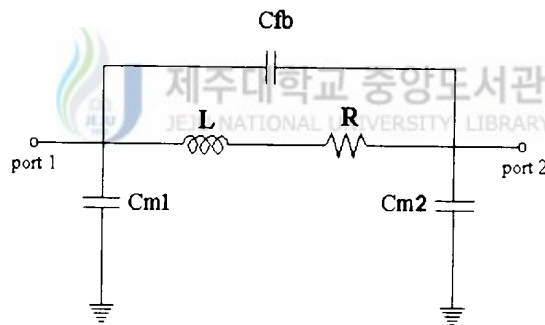 Cfb
제주대학교 중앙도서관
JEJU NATIONAL UNIVERSITY LIBRARY
L
R
port 1
port 2
Cm1
Cm2